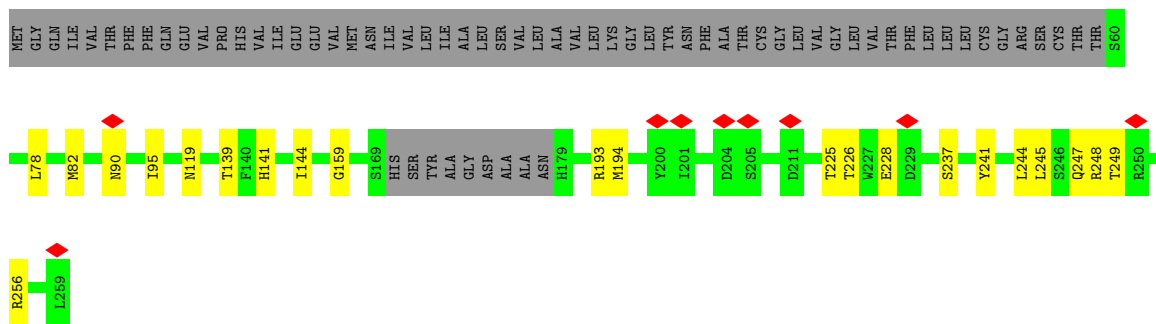 MET GLY GLN ILE VAL THR PHE PHE GLN GLU VAL PRO HIS VAL ILE GLU GLU VAL MET ASN ILE VAL LEU ILE ALA LEU SER VAL LEU ALA VAL LEU LYS GLY LEU TYR ASN PHE ALA THR CYS GLY LEU VAL GLY LEU VAL THR PHE LEU LEU LEU CYS GLY ARG SER CYS THR THR S60
L78 M82 N90 I95 N119 T139 F140 H141 I144 G159 S169 HIS SER TYR ALA GLY ASP ALA ALA ASN H179 R193 M194 Y200 I201 D204 S205 D211 T225 T226 W227 E228 D229 S237 Y241 L244 L245 S246 Q247 R248 T249 R250
R256 L259